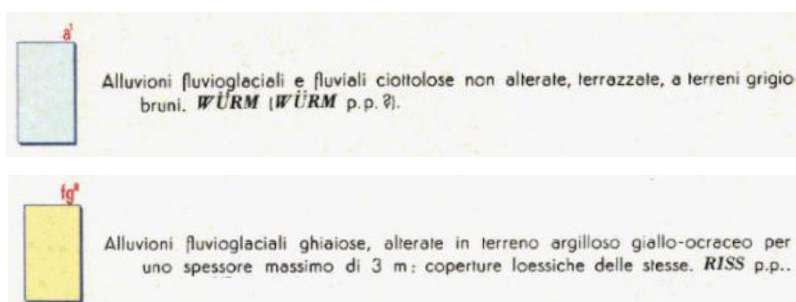 a¹
Alluvioni fluvioglaciali e fluviali ciottolose non alterate, terrazzate, a terreni grigio-
bruni. WÜRM (WÜRM p.p.?).
fgᴿ
Alluvioni fluvioglaciali ghiaiose, alterate in terreno argilloso giallo-ocraceo per
uno spessore massimo di 3 m; coperture loessiche delle stesse. RISS p.p..